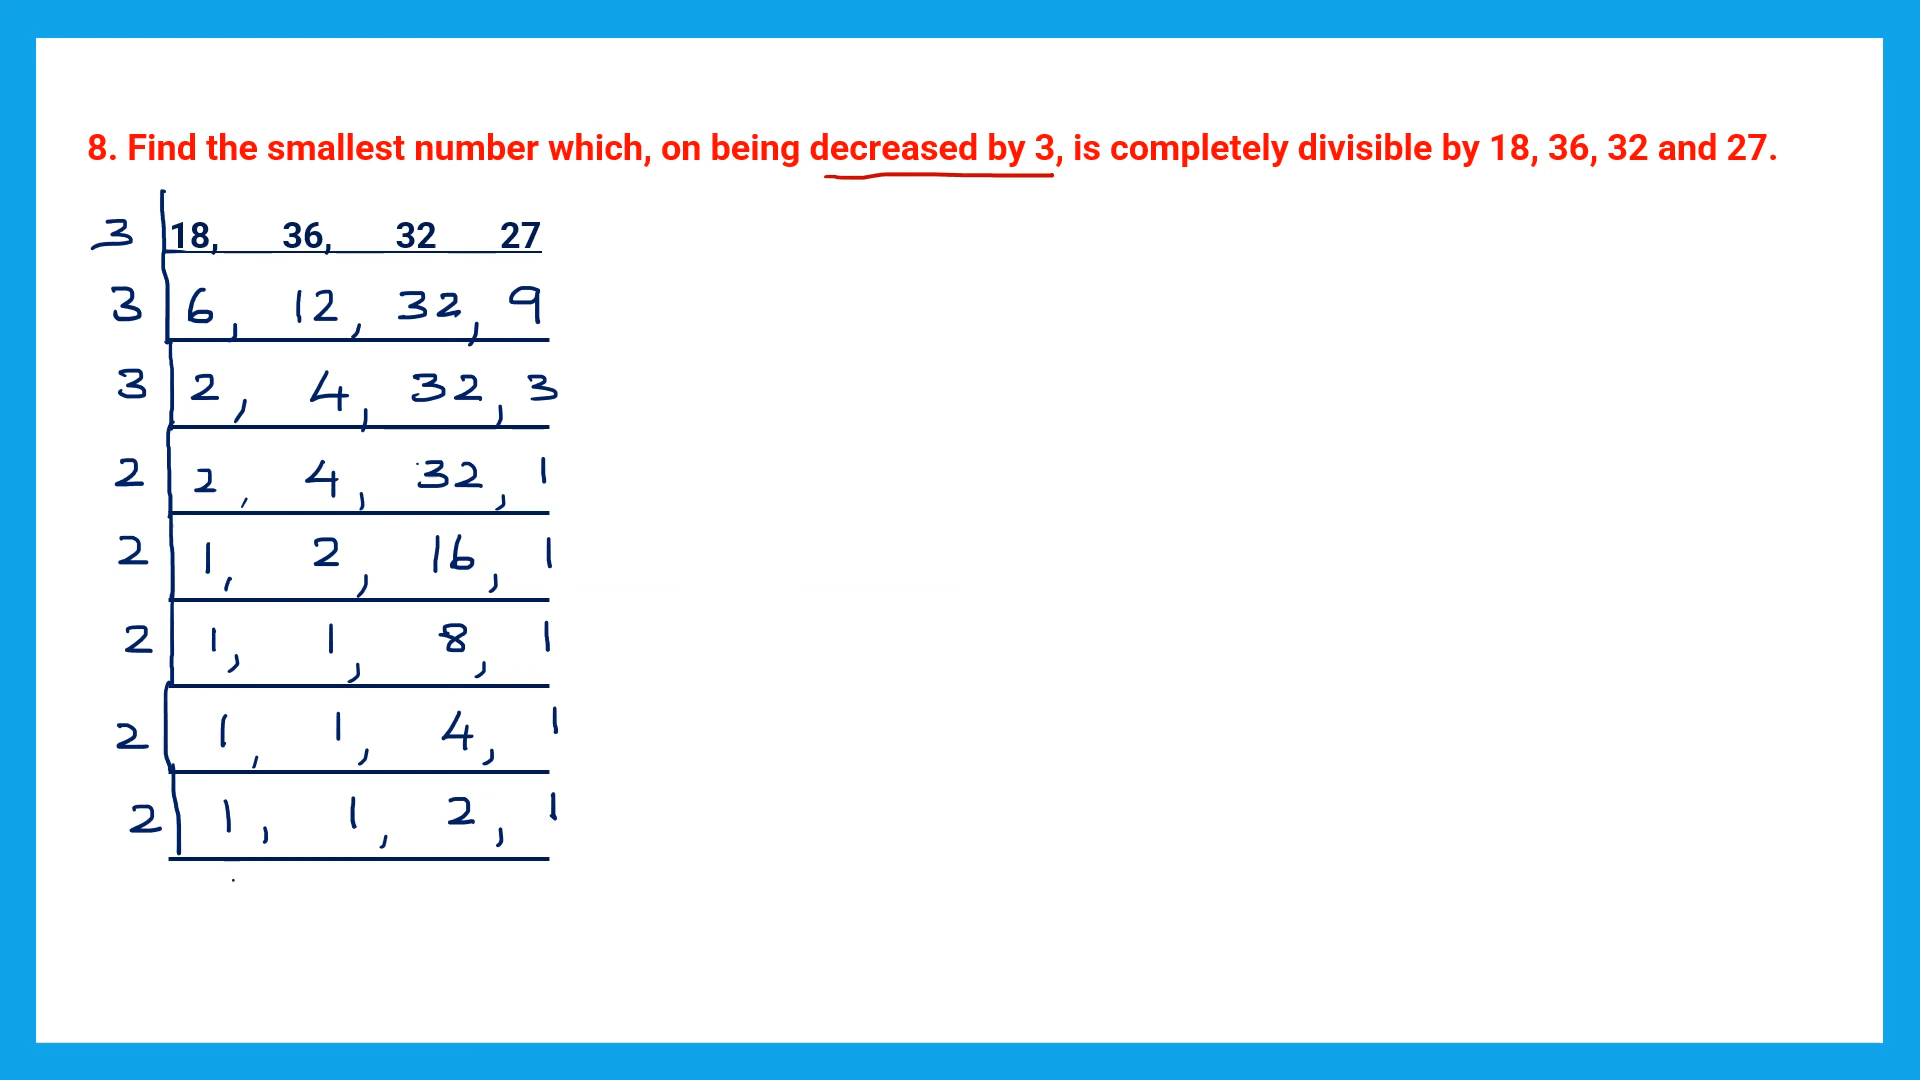 8. Find the smallest number which, on being decreased by 3, is completely divisible by 18, 36, 32 and 27.
3 18, 36, 32 27
3 6, 12, 32, 9
3 2, 4, 32, 3
2 2, 4, 32, 1
2 1, 2, 16, 1
2 1, 1, 8, 1
2 1, 1, 4, 1
2 1, 1, 2, 1